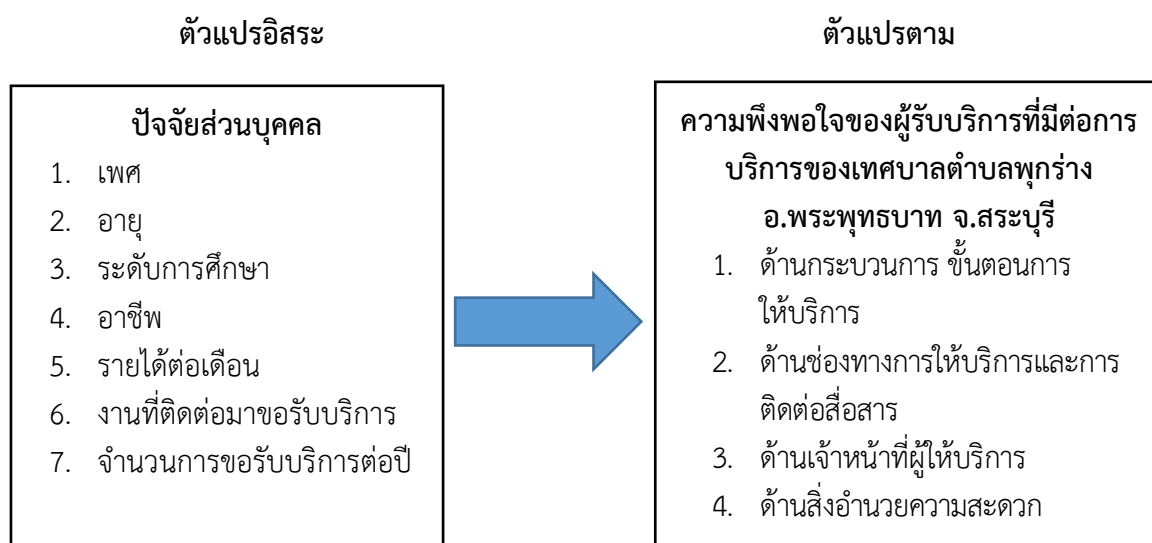 ตัวแปรอิสระ
ปัจจัยส่วนบุคคล
1. เพศ
2. อายุ
3. ระดับการศึกษา
4. อาชีพ
5. รายได้ต่อเดือน
6. งานที่ติดต่อมาขอรับบริการ
7. จำนวนการขอรับบริการต่อปี
ตัวแปรตาม
ความพึงพอใจของผู้รับบริการที่มีต่อการ
บริการของเทศบาลตำบลพุกร่าง
อ.พระพุทธบาท จ.สระบุรี
1. ด้านกระบวนการ ขั้นตอนการ
ให้บริการ
2. ด้านช่องทางการให้บริการและการ
ติดต่อสื่อสาร
3. ด้านเจ้าหน้าที่ผู้ให้บริการ
4. ด้านสิ่งอำนวยความสะดวก